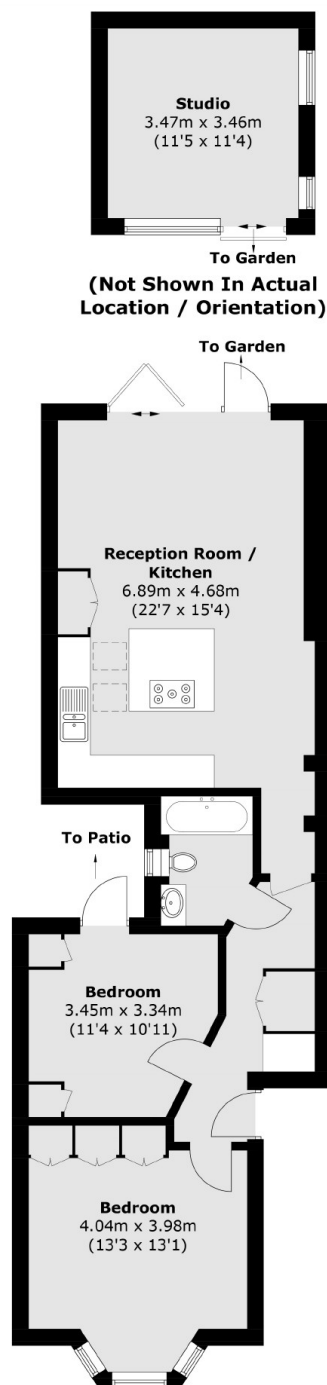 Studio
3.47m x 3.46m
(11'5 x 11'4)
To Garden
(Not Shown In Actual
Location / Orientation)
To Garden
Reception Room /
Kitchen
6.89m x 4.68m
(22'7 x 15'4)
To Patio
Bedroom
3.45m x 3.34m
(11'4 x 10'11)
Bedroom
4.04m x 3.98m
(13'3 x 13'1)